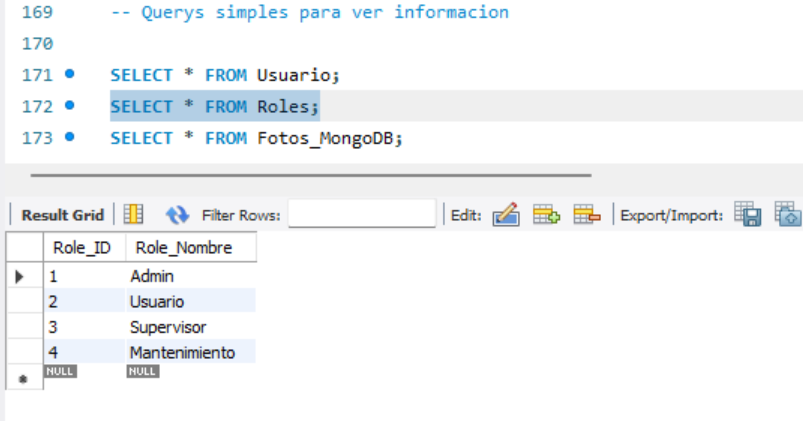 169 -- Querys simples para ver informacion
170
171 SELECT * FROM Usuario;
172 SELECT * FROM Roles;
173 SELECT * FROM Fotos_MongoDB;
Result Grid Filter Rows: Edit: Export/Import:
Role_ID Role_Nombre
1 Admin
2 Usuario
3 Supervisor
4 Mantenimiento
NULL NULL